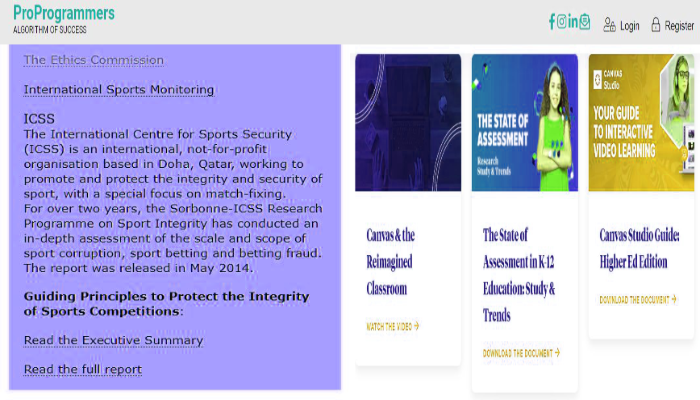 ProProgrammers
ALGORITHM OF SUCCESS
Login
Register
The Ethics Commission
International Sports Monitoring
ICSS
The International Centre for Sports Security
(ICSS) is an international, not-for-profit
organisation based in Doha, Qatar, working to
promote and protect the integrity and security of
sport, with a special focus on match-fixing.
For over two years, the Sorbonne-ICSS Research
Programme on Sport Integrity has conducted an
in-depth assessment of the scale and scope of
sport corruption, sport betting and betting fraud.
The report was released in May 2014.
Guiding Principles to Protect the Integrity
of Sports Competitions:
Read the Executive Summary
Read the full report
Canvas & the
Reimagined
Classroom
WATCH THE VIDEO →
THE STATE OF
ASSESSMENT
Research
Study & Trends
The State of
Assessment in K-12
Education: Study &
Trends
DOWNLOAD THE DOCUMENT →
CANVAS
Studio
YOUR GUIDE
TO INTERACTIVE
VIDEO LEARNING
Canvas Studio Guide:
Higher Ed Edition
DOWNLOAD THE DOCUMENT →